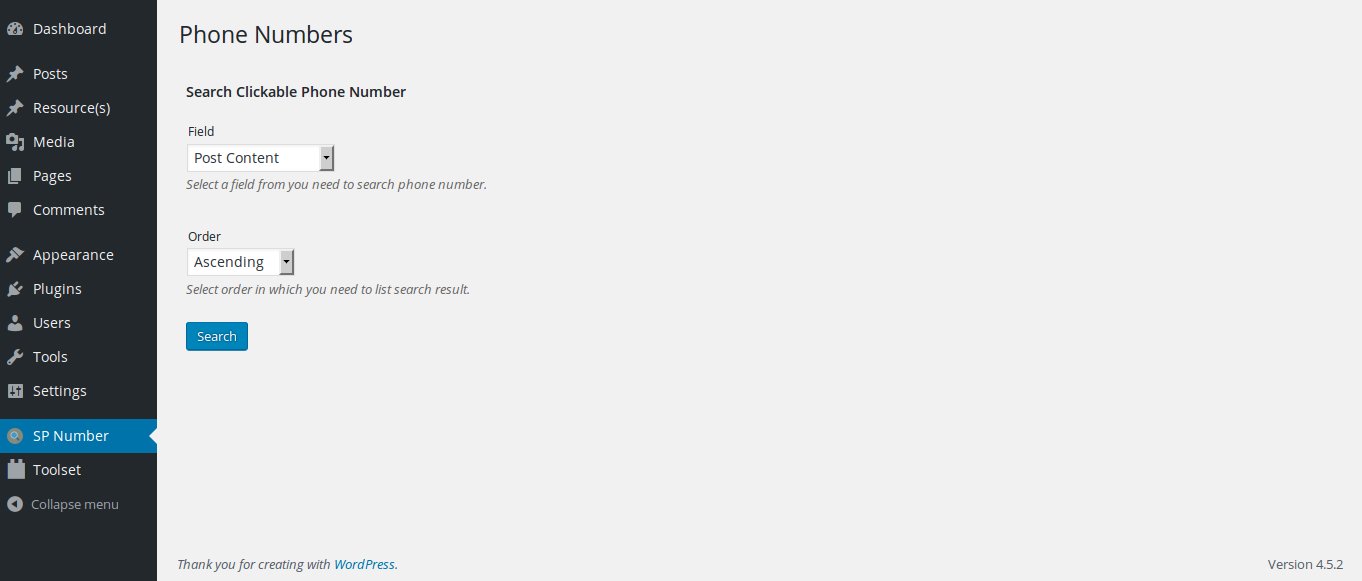 Dashboard
Posts
Resource(s)
Media
Pages
Comments
Appearance
Plugins
Users
Tools
Settings
SP Number
Toolset
Collapse menu
Phone Numbers
Search Clickable Phone Number
Field
Post Content
Select a field from you need to search phone number.
Order
Ascending
Select order in which you need to list search result.
Search
Thank you for creating with WordPress.
Version 4.5.2